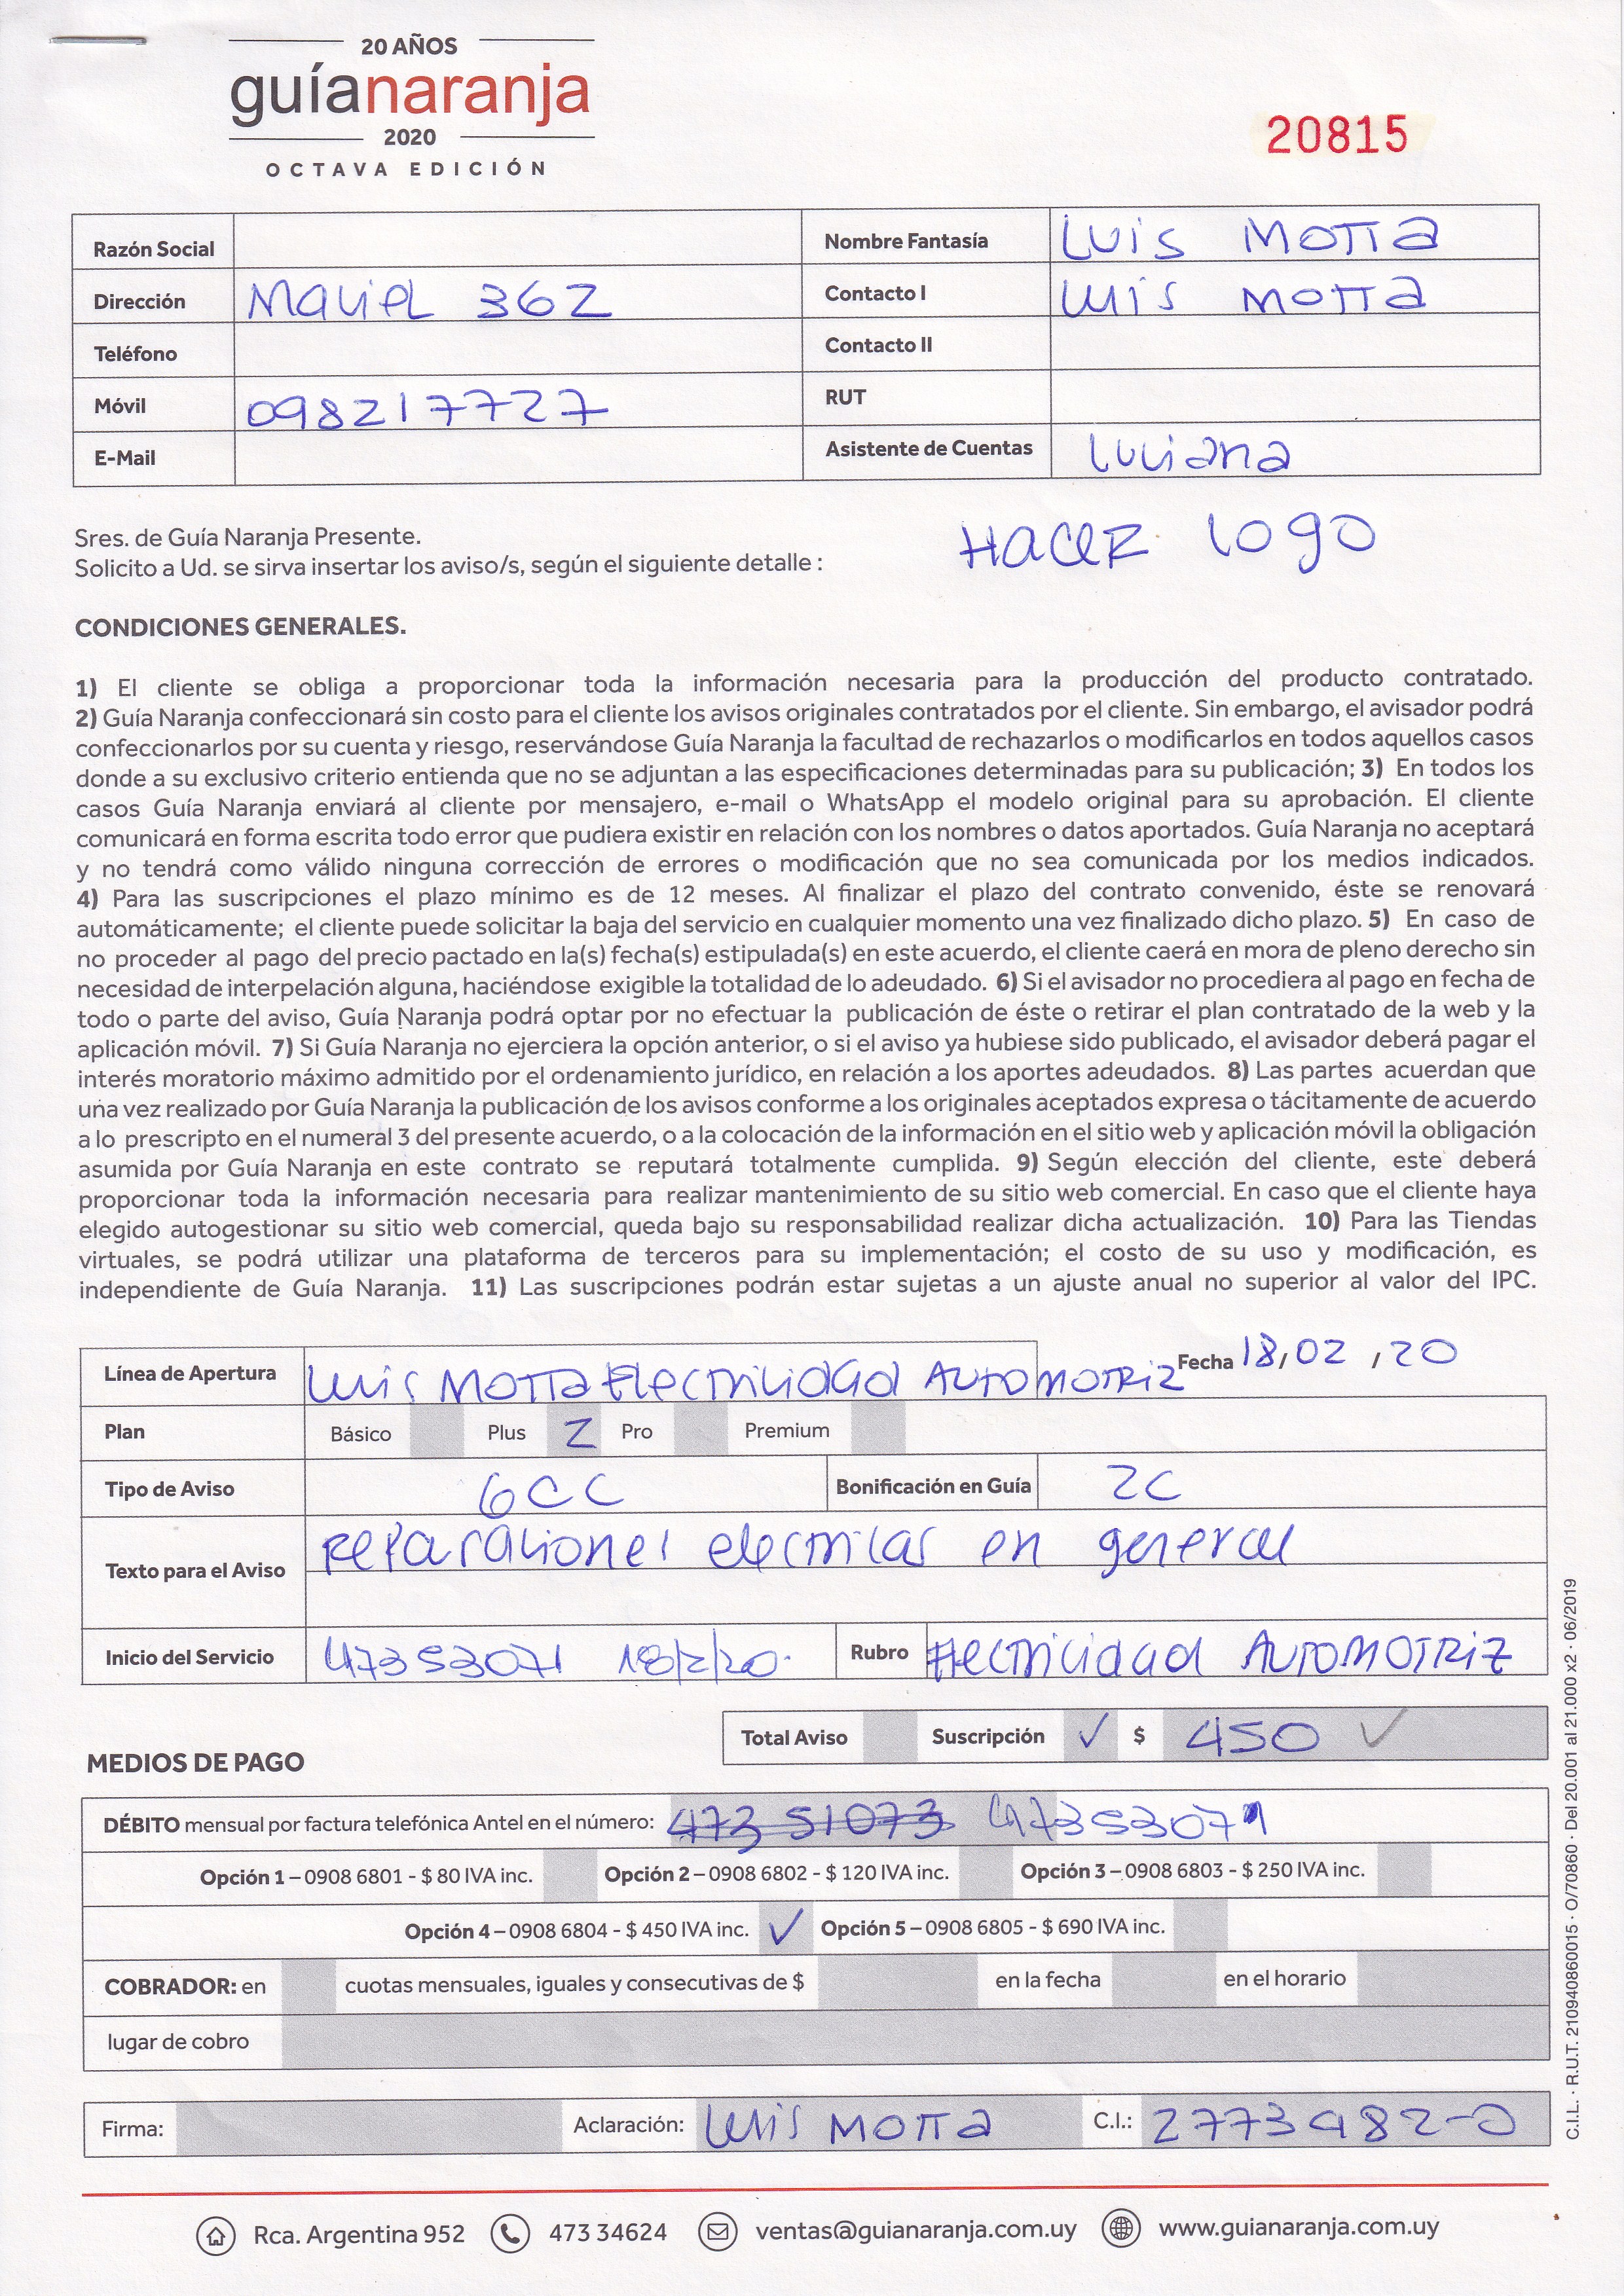 20 AÑOS
guíanaranja
2020
OCTAVA EDICIÓN
20815
Razón Social
Nombre Fantasía LUIS MOTTA
Dirección Maciel 362
Contacto I LUIS MOTTA
Teléfono
Contacto II
Móvil 098217727
RUT
E-Mail
Asistente de Cuentas Luciana
Sres. de Guía Naranja Presente.
Solicito a Ud. se sirva insertar los aviso/s, según el siguiente detalle :
HACER logo
CONDICIONES GENERALES.
1) El cliente se obliga a proporcionar toda la información necesaria para la producción del producto contratado.
2) Guía Naranja confeccionará sin costo para el cliente los avisos originales contratados por el cliente. Sin embargo, el avisador podrá
confeccionarlos por su cuenta y riesgo, reservándose Guía Naranja la facultad de rechazarlos o modificarlos en todos aquellos casos
donde a su exclusivo criterio entienda que no se adjuntan a las especificaciones determinadas para su publicación; 3) En todos los
casos Guía Naranja enviará al cliente por mensajero, e-mail o WhatsApp el modelo original para su aprobación. El cliente
comunicará en forma escrita todo error que pudiera existir en relación con los nombres o datos aportados. Guía Naranja no aceptará
y no tendrá como válido ninguna corrección de errores o modificación que no sea comunicada por los medios indicados.
4) Para las suscripciones el plazo mínimo es de 12 meses. Al finalizar el plazo del contrato convenido, éste se renovará
automáticamente; el cliente puede solicitar la baja del servicio en cualquier momento una vez finalizado dicho plazo. 5) En caso de
no proceder al pago del precio pactado en la(s) fecha(s) estipulada(s) en este acuerdo, el cliente caerá en mora de pleno derecho sin
necesidad de interpelación alguna, haciéndose exigible la totalidad de lo adeudado. 6) Si el avisador no procediera al pago en fecha de
todo o parte del aviso, Guía Naranja podrá optar por no efectuar la publicación de éste o retirar el plan contratado de la web y la
aplicación móvil. 7) Si Guía Naranja no ejerciera la opción anterior, o si el aviso ya hubiese sido publicado, el avisador deberá pagar el
interés moratorio máximo admitido por el ordenamiento jurídico, en relación a los aportes adeudados. 8) Las partes acuerdan que
una vez realizado por Guía Naranja la publicación de los avisos conforme a los originales aceptados expresa o tácitamente de acuerdo
a lo prescripto en el numeral 3 del presente acuerdo, o a la colocación de la información en el sitio web y aplicación móvil la obligación
asumida por Guía Naranja en este contrato se reputará totalmente cumplida. 9) Según elección del cliente, este deberá
proporcionar toda la información necesaria para realizar mantenimiento de su sitio web comercial. En caso que el cliente haya
elegido autogestionar su sitio web comercial, queda bajo su responsabilidad realizar dicha actualización. 10) Para las Tiendas
virtuales, se podrá utilizar una plataforma de terceros para su implementación; el costo de su uso y modificación, es
independiente de Guía Naranja. 11) Las suscripciones podrán estar sujetas a un ajuste anual no superior al valor del IPC.
Línea de Apertura Luis MOTTA Electricidad AUTOMOTRIZ Fecha 18/02/20
Plan Básico Plus 2 Pro Premium
Tipo de Aviso 6CC Bonificación en Guía 2C
Texto para el Aviso reparaciones electricas en general
Inicio del Servicio 47353071 18/2/20. Rubro Electricidad AUTOMOTRIZ
Total Aviso Suscripción ✓ $ 450 ✓
MEDIOS DE PAGO
DÉBITO mensual por factura telefónica Antel en el número: 473 51073 47353071
Opción 1 – 0908 6801 - $ 80 IVA inc. Opción 2 – 0908 6802 - $ 120 IVA inc. Opción 3 – 0908 6803 - $ 250 IVA inc.
Opción 4 – 0908 6804 - $ 450 IVA inc. ✓ Opción 5 – 0908 6805 - $ 690 IVA inc.
COBRADOR: en cuotas mensuales, iguales y consecutivas de $ en la fecha en el horario
lugar de cobro
Firma: Aclaración: Luis MOTTA C.I.: 2773982-0
Rca. Argentina 952 473 34624 ventas@guianaranja.com.uy www.guianaranja.com.uy
C.I.L. · R.U.T. 210940860015 · O/70860 · Del 20.001 al 21.000 x2 · 06/2019